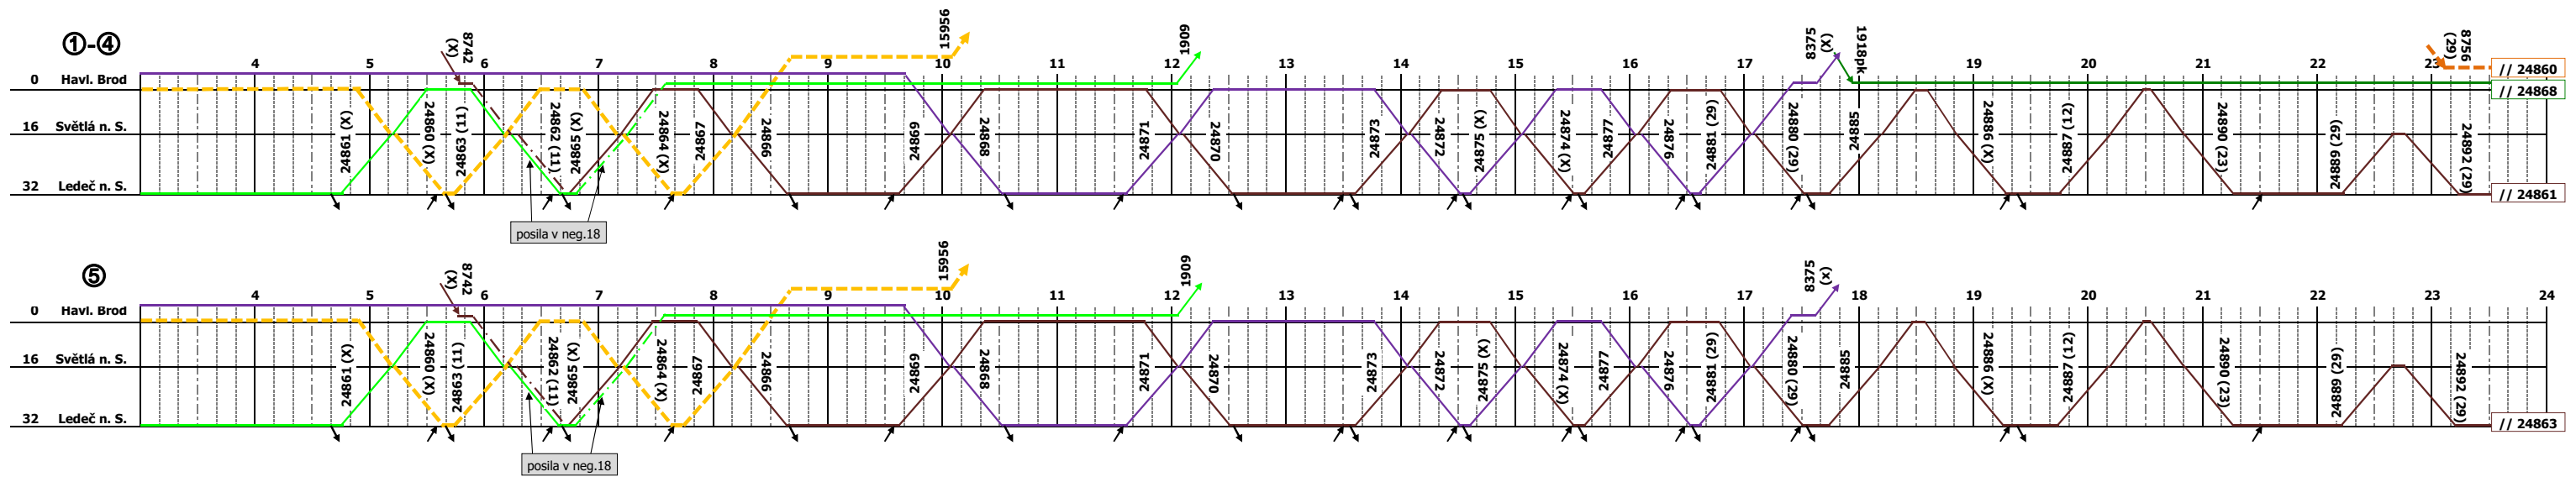 ①-④
8742
(X)
15956
1909
8375
(X)
1918pk
8756
(29)
4 5 6 7 8 9 10 11 12 13 14 15 16 17 18 19 20 21 22 23
0 Havl. Brod
16 Světlá n. S.
32 Ledeč n. S.
24861 (X)
24860 (X)
24863 (11)
24862 (11)
24865 (X)
24864 (X)
24867
24866
24869
24868
24871
24870
24873
24872
24875 (X)
24874 (X)
24877
24876
24881 (29)
24880 (29)
24885
24886 (X)
24887 (12)
24890 (23)
24889 (29)
24892 (29)
// 24860
// 24868
// 24861
posila v neg.18
⑤
8742
(X)
15956
1909
8375
(x)
4 5 6 7 8 9 10 11 12 13 14 15 16 17 18 19 20 21 22 23 24
0 Havl. Brod
16 Světlá n. S.
32 Ledeč n. S.
24861 (X)
24860 (X)
24863 (11)
24862 (11)
24865 (X)
24864 (X)
24867
24866
24869
24868
24871
24870
24873
24872
24875 (X)
24874 (X)
24877
24876
24881 (29)
24880 (29)
24885
24886 (X)
24887 (12)
24890 (23)
24889 (29)
24892 (29)
// 24863
posila v neg.18